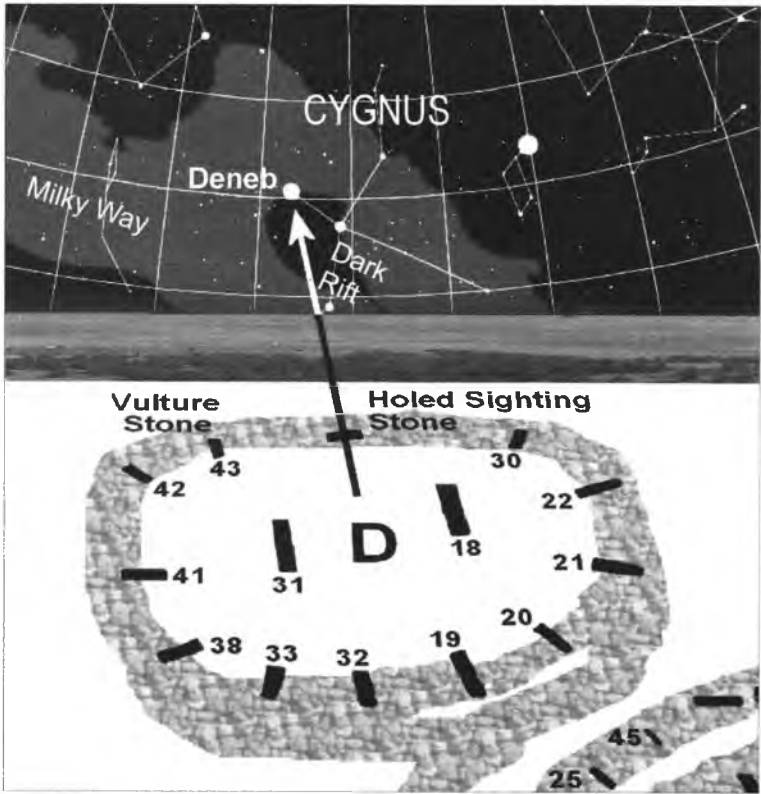 CYGNUS
Deneb
Milky Way
Dark
Rift
Vulture
Stone
Holed Sighting
Stone
43
30
42
22
D
18
41
31
21
20
19
38
33
32
45
25